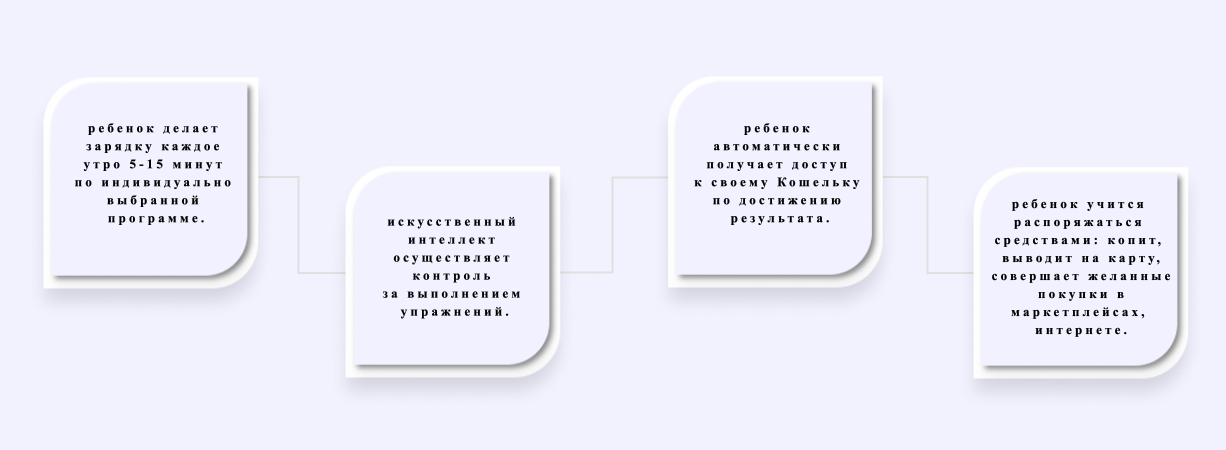 ребенок делает
зарядку каждое
утро 5-15 минут
по индивидуально
выбранной
программе.
искусственный
интеллект
осуществляет
контроль
за выполнением
упражнений.
ребенок
автоматически
получает доступ
к своему Кошельку
по достижению
результата.
ребенок учится
распоряжаться
средствами: копит,
выводит на карту,
совершает желанные
покупки в
маркетплейсах,
интернете.